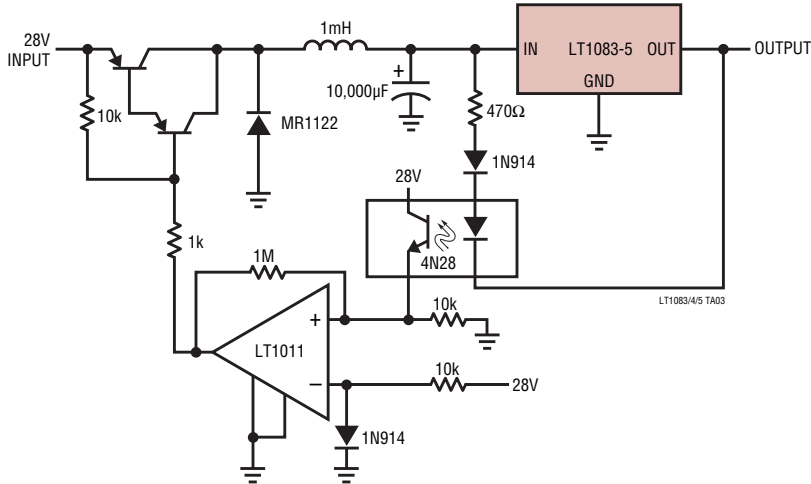 1mH
28V
INPUT
IN
LT1083-5
OUT
OUTPUT
GND
+
10,000µF
10k
MR1122
470Ω
1N914
28V
4N28
1k
1M
LT1083/4/5 TA03
10k
+
LT1011
–
10k
28V
1N914